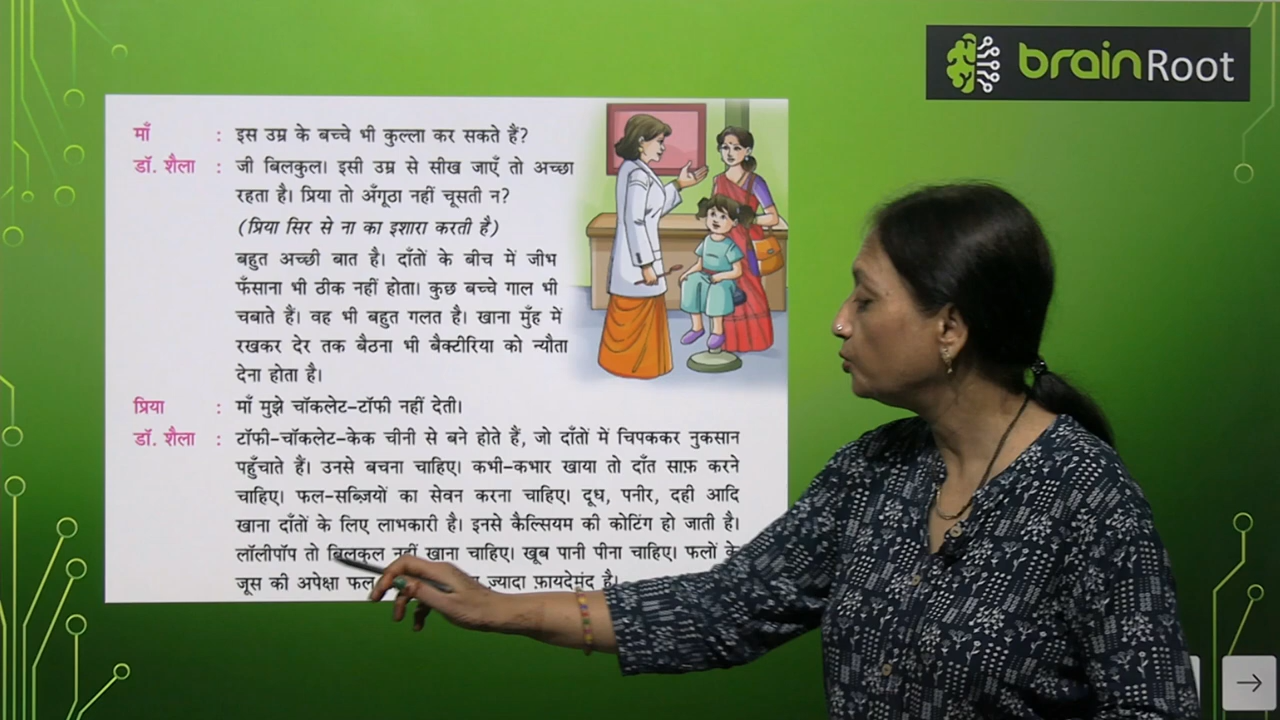 brainRoot
माँ : इस उम्र के बच्चे भी कुल्ला कर सकते हैं?
डॉ. शैला : जी बिलकुल। इसी उम्र से सीख जाएँ तो अच्छा
रहता है। प्रिया तो अँगूठा नहीं चूसती न?
(प्रिया सिर से ना का इशारा करती है)
बहुत अच्छी बात है। दाँतों के बीच में जीभ
फँसाना भी ठीक नहीं होता। कुछ बच्चे गाल भी
चबाते हैं। वह भी बहुत गलत है। खाना मुँह में
रखकर देर तक बैठना भी बैक्टीरिया को न्यौता
देना होता है।
प्रिया : माँ मुझे चॉकलेट-टॉफी नहीं देती।
डॉ. शैला : टॉफी-चॉकलेट-केक चीनी से बने होते हैं, जो दाँतों में चिपककर नुकसान
पहुँचाते हैं। उनसे बचना चाहिए। कभी-कभार खाया तो दाँत साफ़ करने
चाहिए। फल-सब्ज़ियों का सेवन करना चाहिए। दूध, पनीर, दही आदि
खाना दाँतों के लिए लाभकारी है। इनसे कैल्सियम की कोटिंग हो जाती है।
लॉलीपॉप तो बिलकुल नहीं खाना चाहिए। खूब पानी पीना चाहिए। फलों के
जूस की अपेक्षा फल ज्यादा फ़ायदेमंद है।